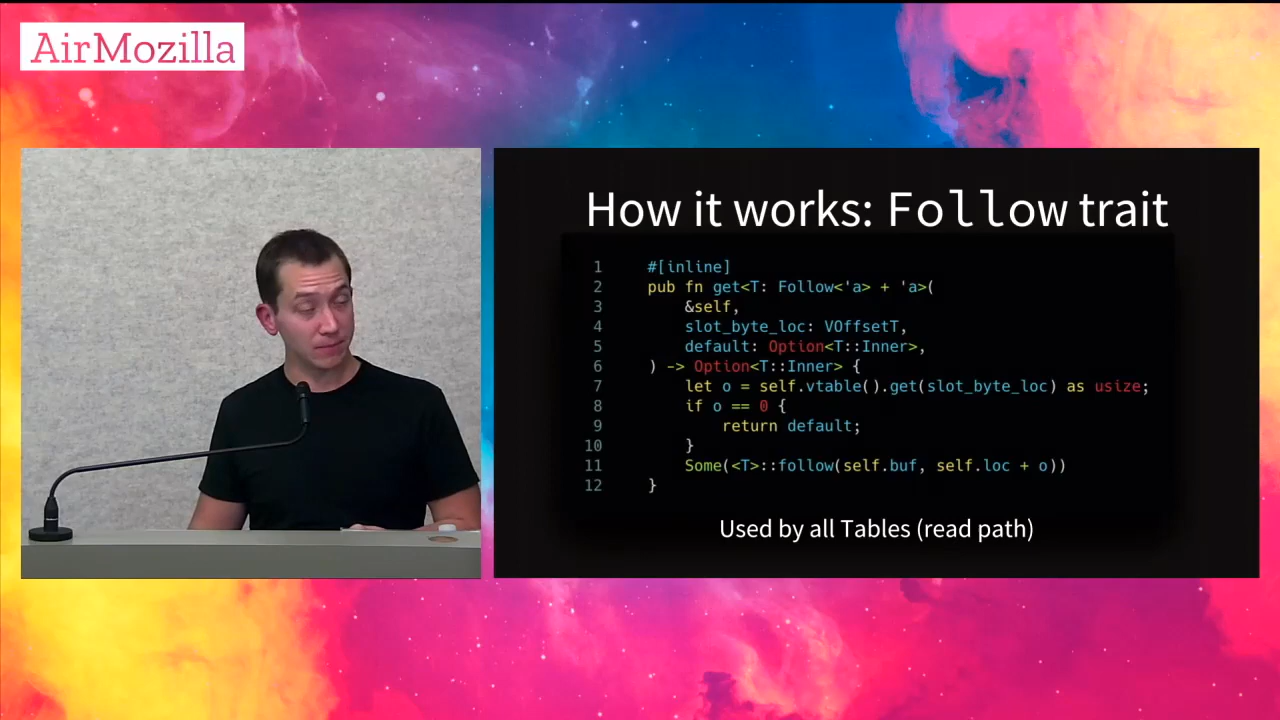 AirMozilla
How it works: Follow trait
1 #[inline]
2 pub fn get<T: Follow<'a> + 'a>(
3 &self,
4 slot_byte_loc: VOffsetT,
5 default: Option<T::Inner>,
6 ) -> Option<T::Inner> {
7 let o = self.vtable().get(slot_byte_loc) as usize;
8 if o == 0 {
9 return default;
10 }
11 Some(<T>::follow(self.buf, self.loc + o))
12 }
Used by all Tables (read path)